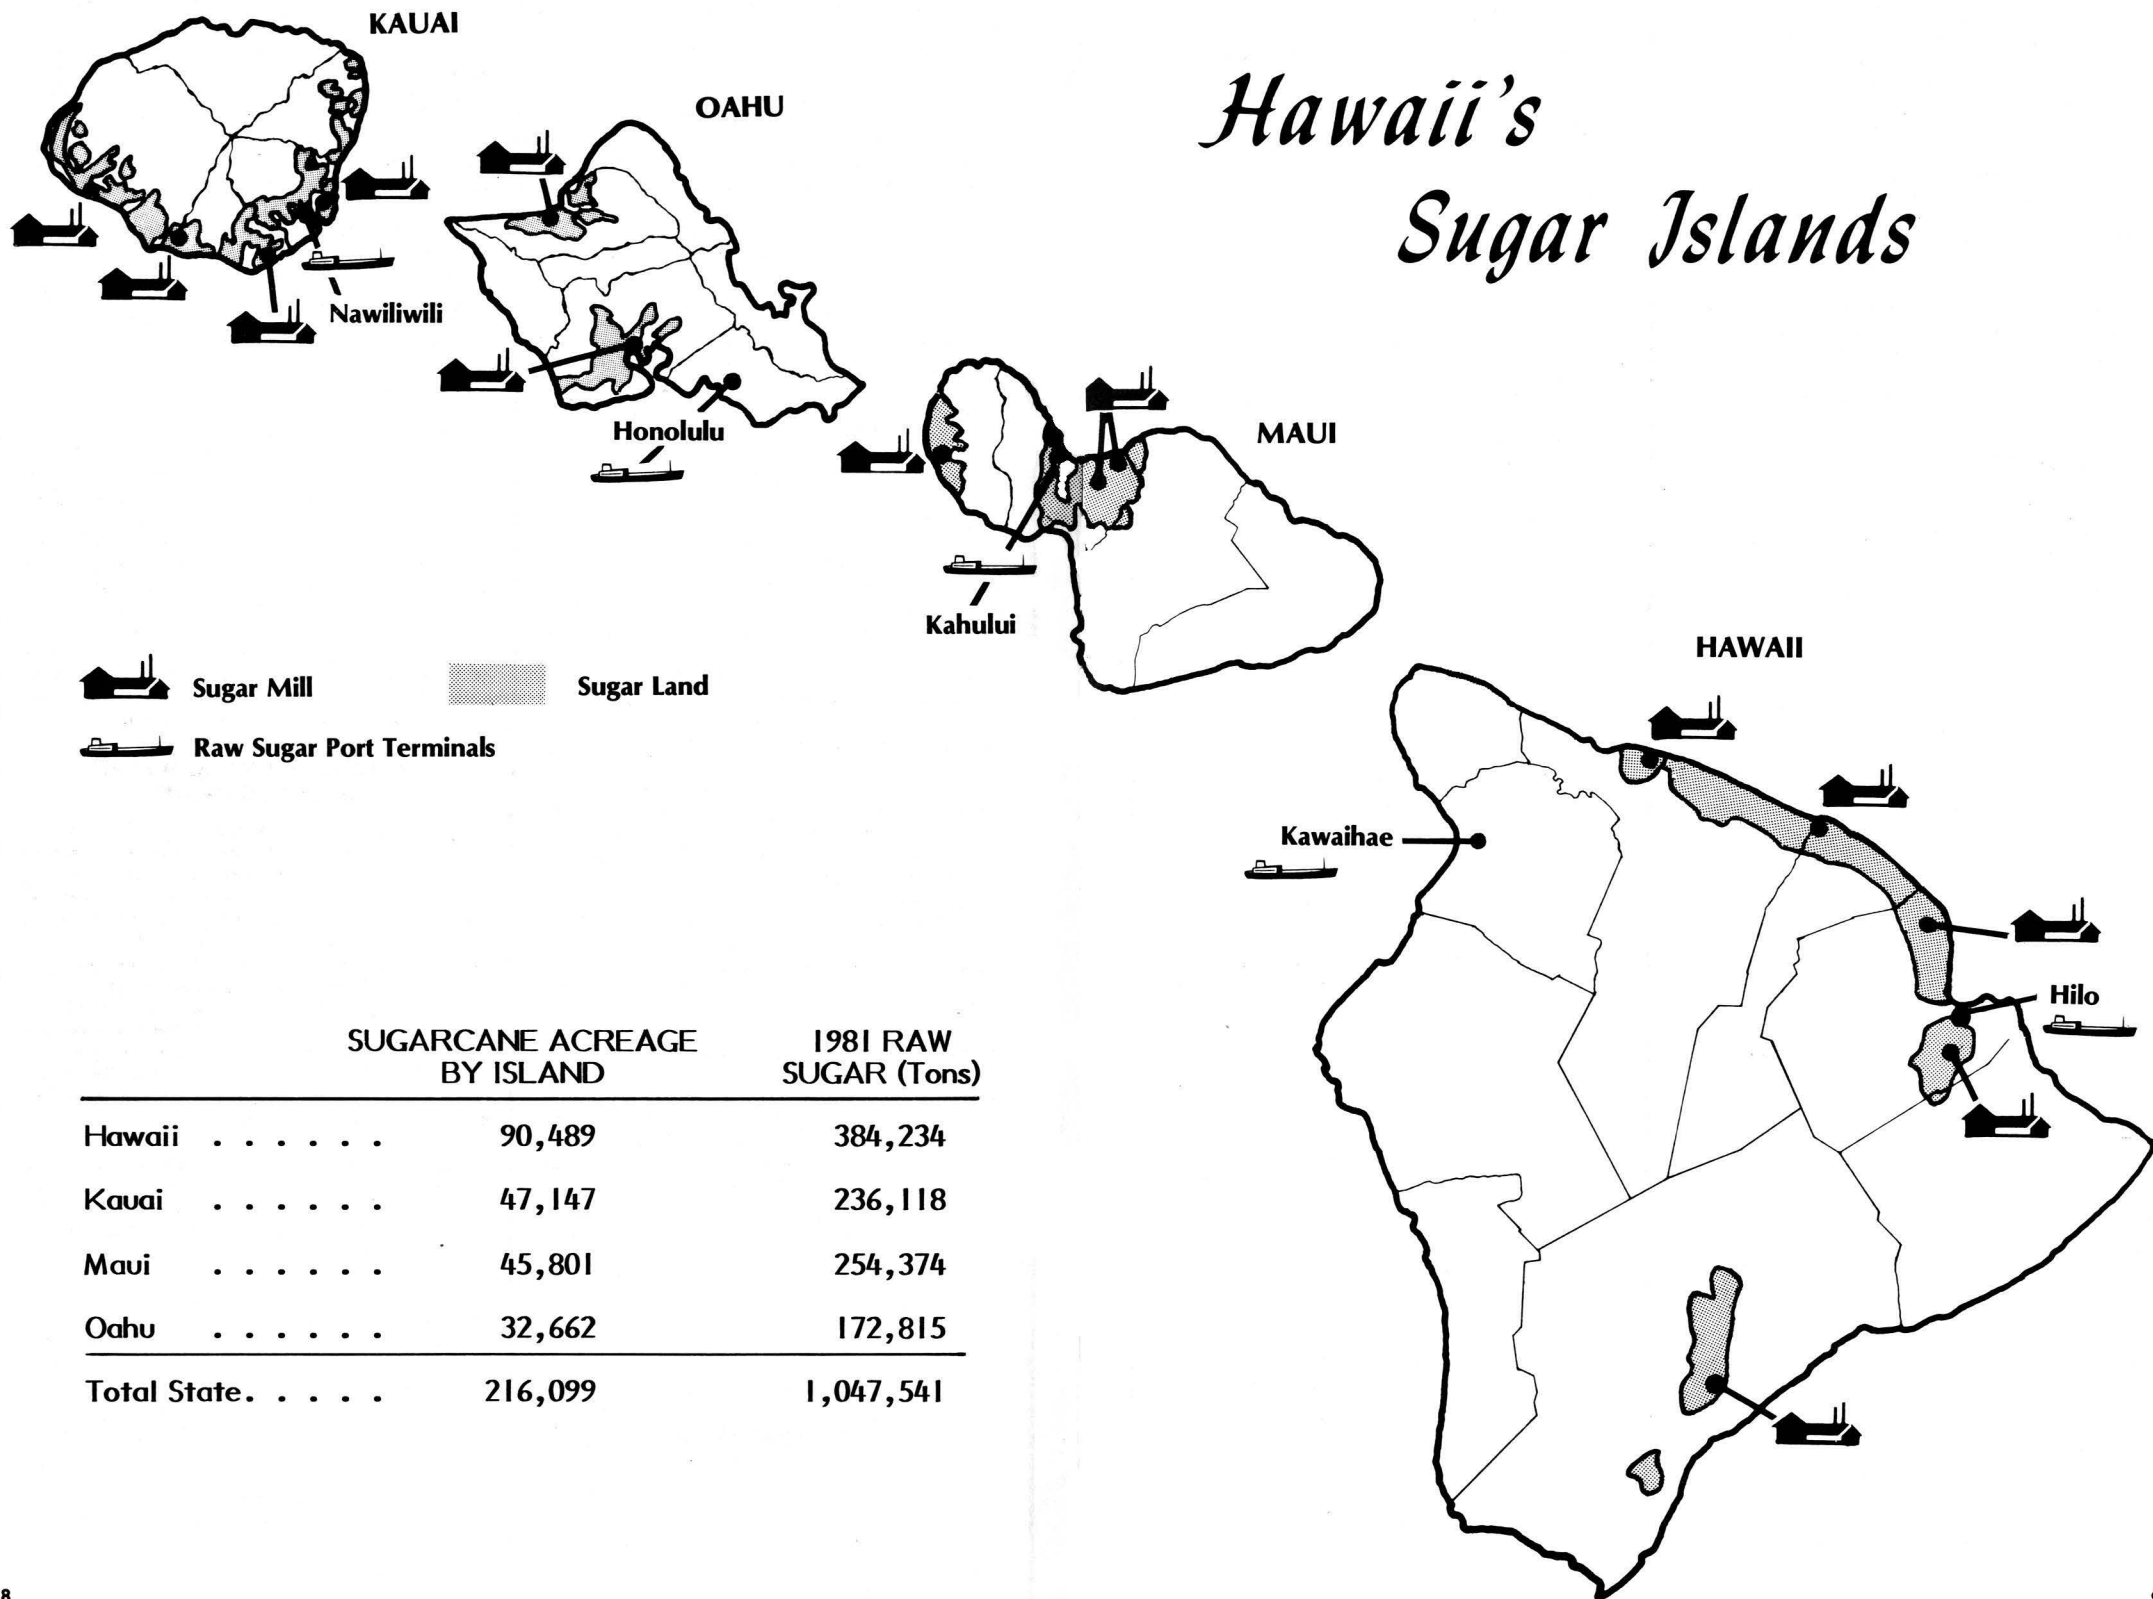 Hawaii's
Sugar Islands
KAUAI
OAHU
Nawiliwili
Honolulu
MAUI
Kahului
HAWAII
Kawaihae
Hilo
Sugar Mill
Sugar Land
Raw Sugar Port Terminals
SUGARCANE ACREAGE BY ISLAND
1981 RAW SUGAR (Tons)
Hawaii . . . . . . 90,489 384,234
Kauai . . . . . . 47,147 236,118
Maui . . . . . . 45,801 254,374
Oahu . . . . . . 32,662 172,815
Total State. . . . . 216,099 1,047,541
8